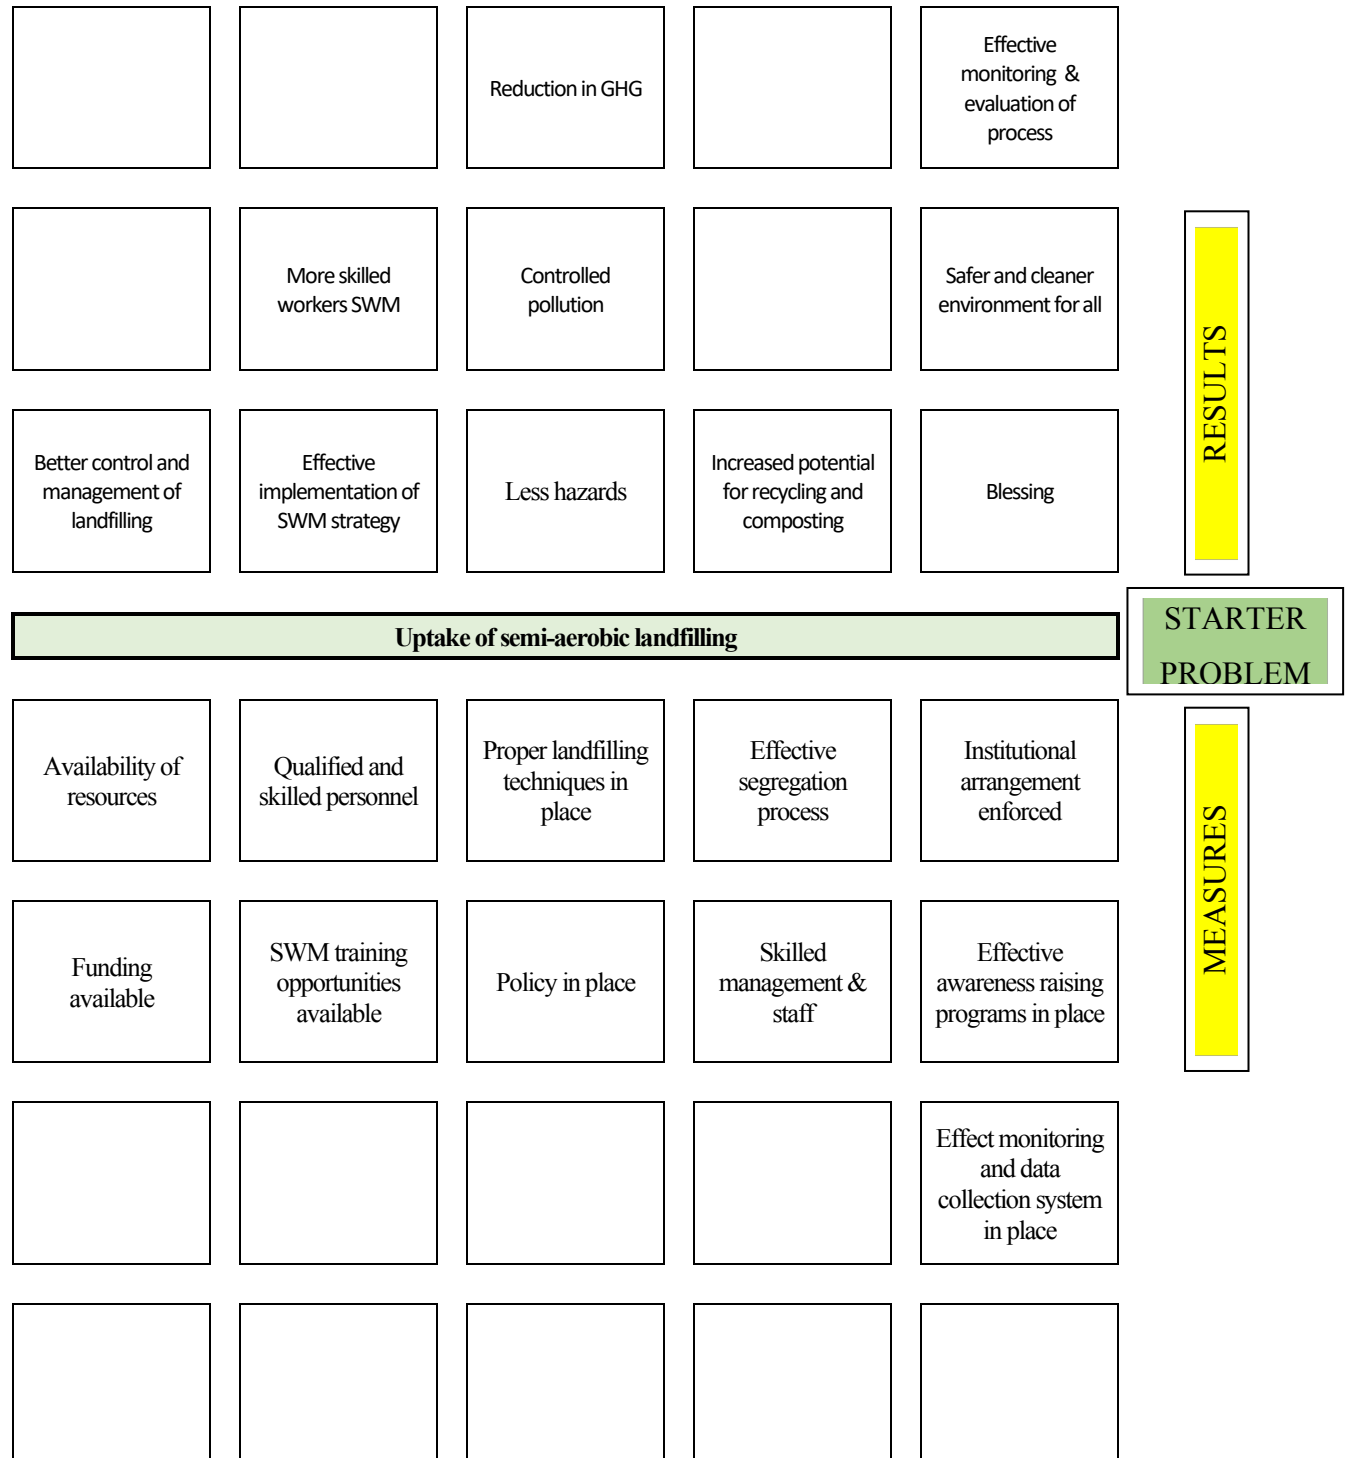 Reduction in GHG
Effective
monitoring & 
evaluation of
process
More skilled
workers SWM
Controlled
pollution
Safer and cleaner
environment for all
RESULTS
Better control and
management of
landfilling
Effective
implementation of
SWM strategy
Less hazards
Increased potential
for recycling and
composting
Blessing
Uptake of semi-aerobic landfilling
STARTER
PROBLEM
Availability of
resources
Qualified and
skilled personnel
Proper landfilling
techniques in
place
Effective
segregation
process
Institutional
arrangement
enforced
MEASURES
Funding
available
SWM training
opportunities
available
Policy in place
Skilled
management &
staff
Effective
awareness raising
programs in place
Effect monitoring
and data
collection system
in place